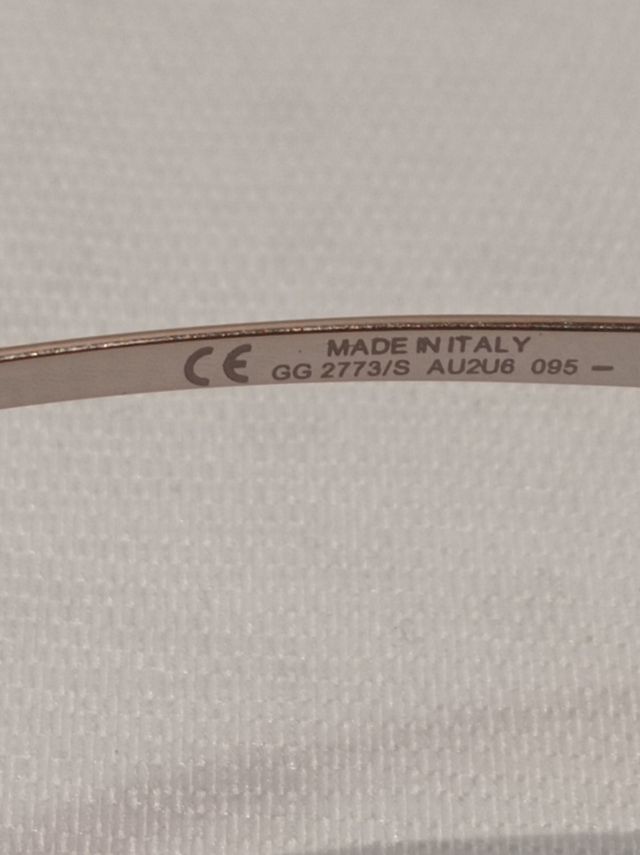 CE MADE IN ITALY
GG 2773/S AU2U6 095 –